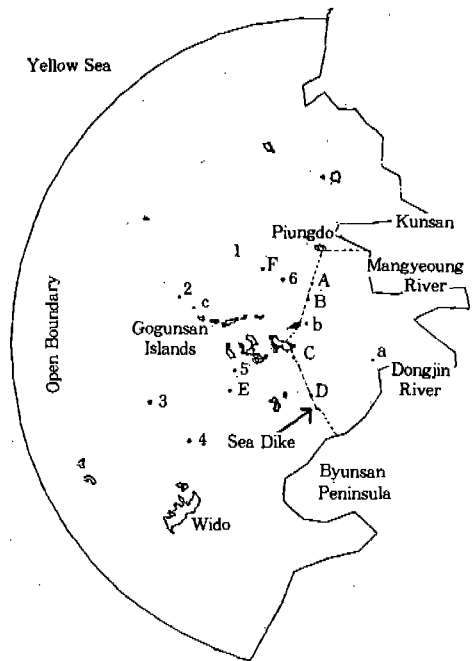 Yellow Sea
Kunsan
Piungdo
1
F
Mangyeoung
River
6
A
2
B
c
b
Gogunsan
Islands
Open Boundary
C
a
5
Dongjin
River
E
D
3
4
Sea Dike
Byunsan
Peninsula
Wido